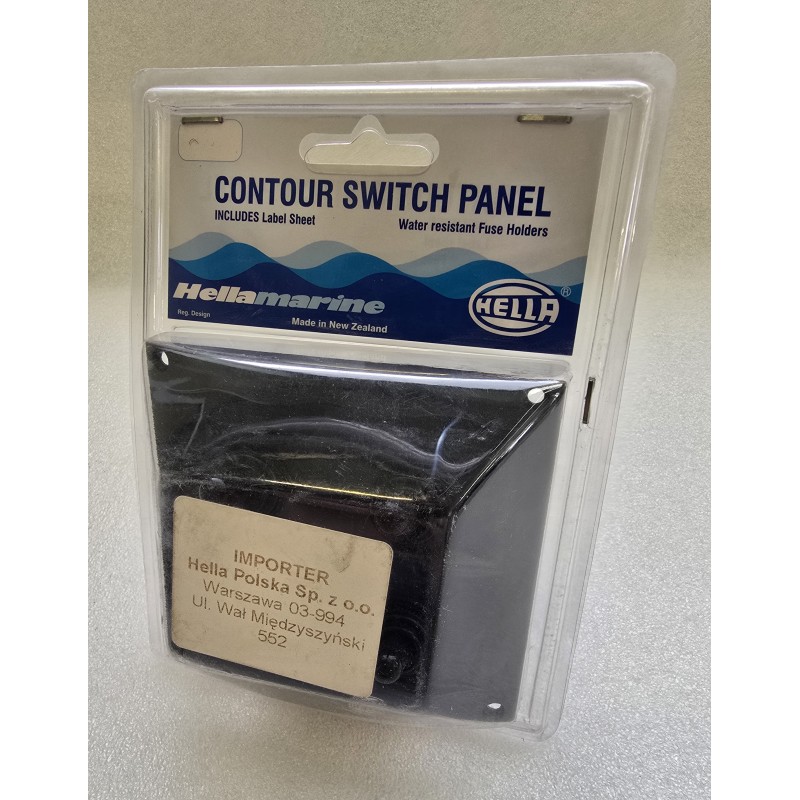 CONTOUR SWITCH PANEL
INCLUDES Label Sheet
Water resistant Fuse Holders
Hellamarine
HELLA ®
Reg. Design
Made in New Zealand
IMPORTER
Hella Polska Sp. z o.o.
Warszawa 03-994
Ul. Wał Międzyszyński
552